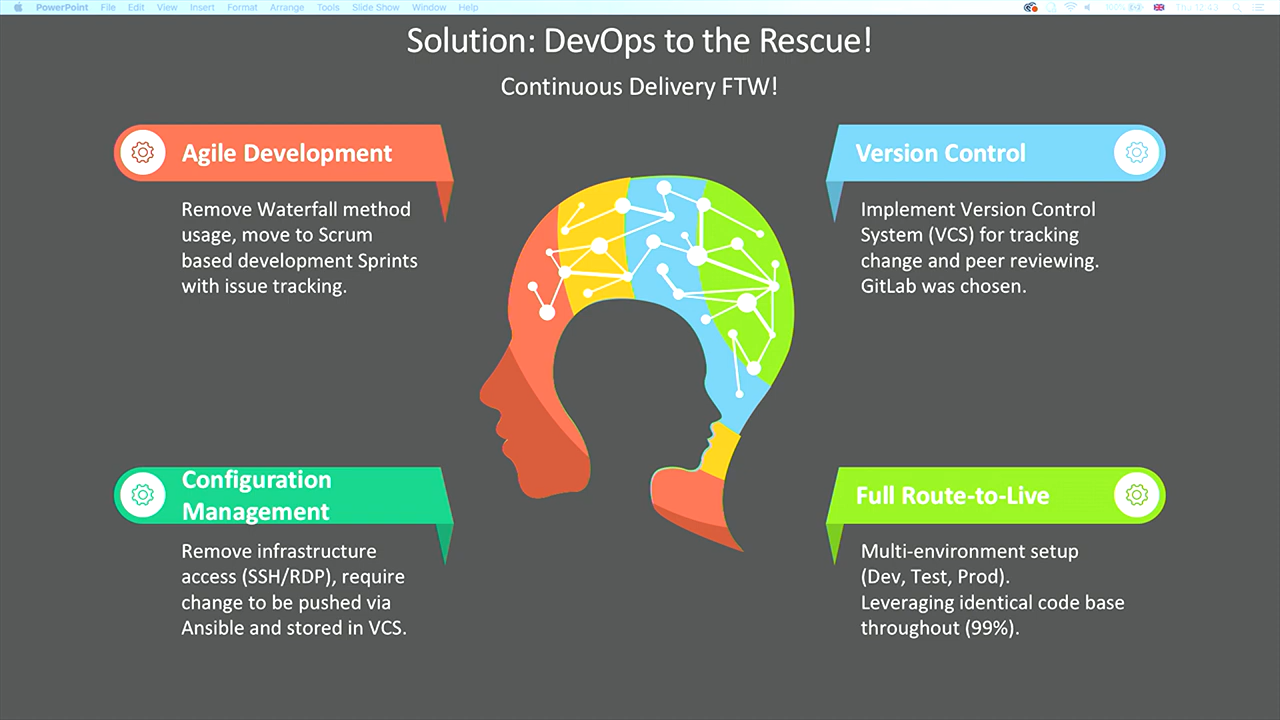 PowerPoint File Edit View Insert Format Arrange Tools Slide Show Window Help
Solution: DevOps to the Rescue!
Continuous Delivery FTW!
Agile Development
Remove Waterfall method
usage, move to Scrum
based development Sprints
with issue tracking.
Version Control
Implement Version Control
System (VCS) for tracking
change and peer reviewing.
GitLab was chosen.
Configuration
Management
Remove infrastructure
access (SSH/RDP), require
change to be pushed via
Ansible and stored in VCS.
Full Route-to-Live
Multi-environment setup
(Dev, Test, Prod).
Leveraging identical code base
throughout (99%).